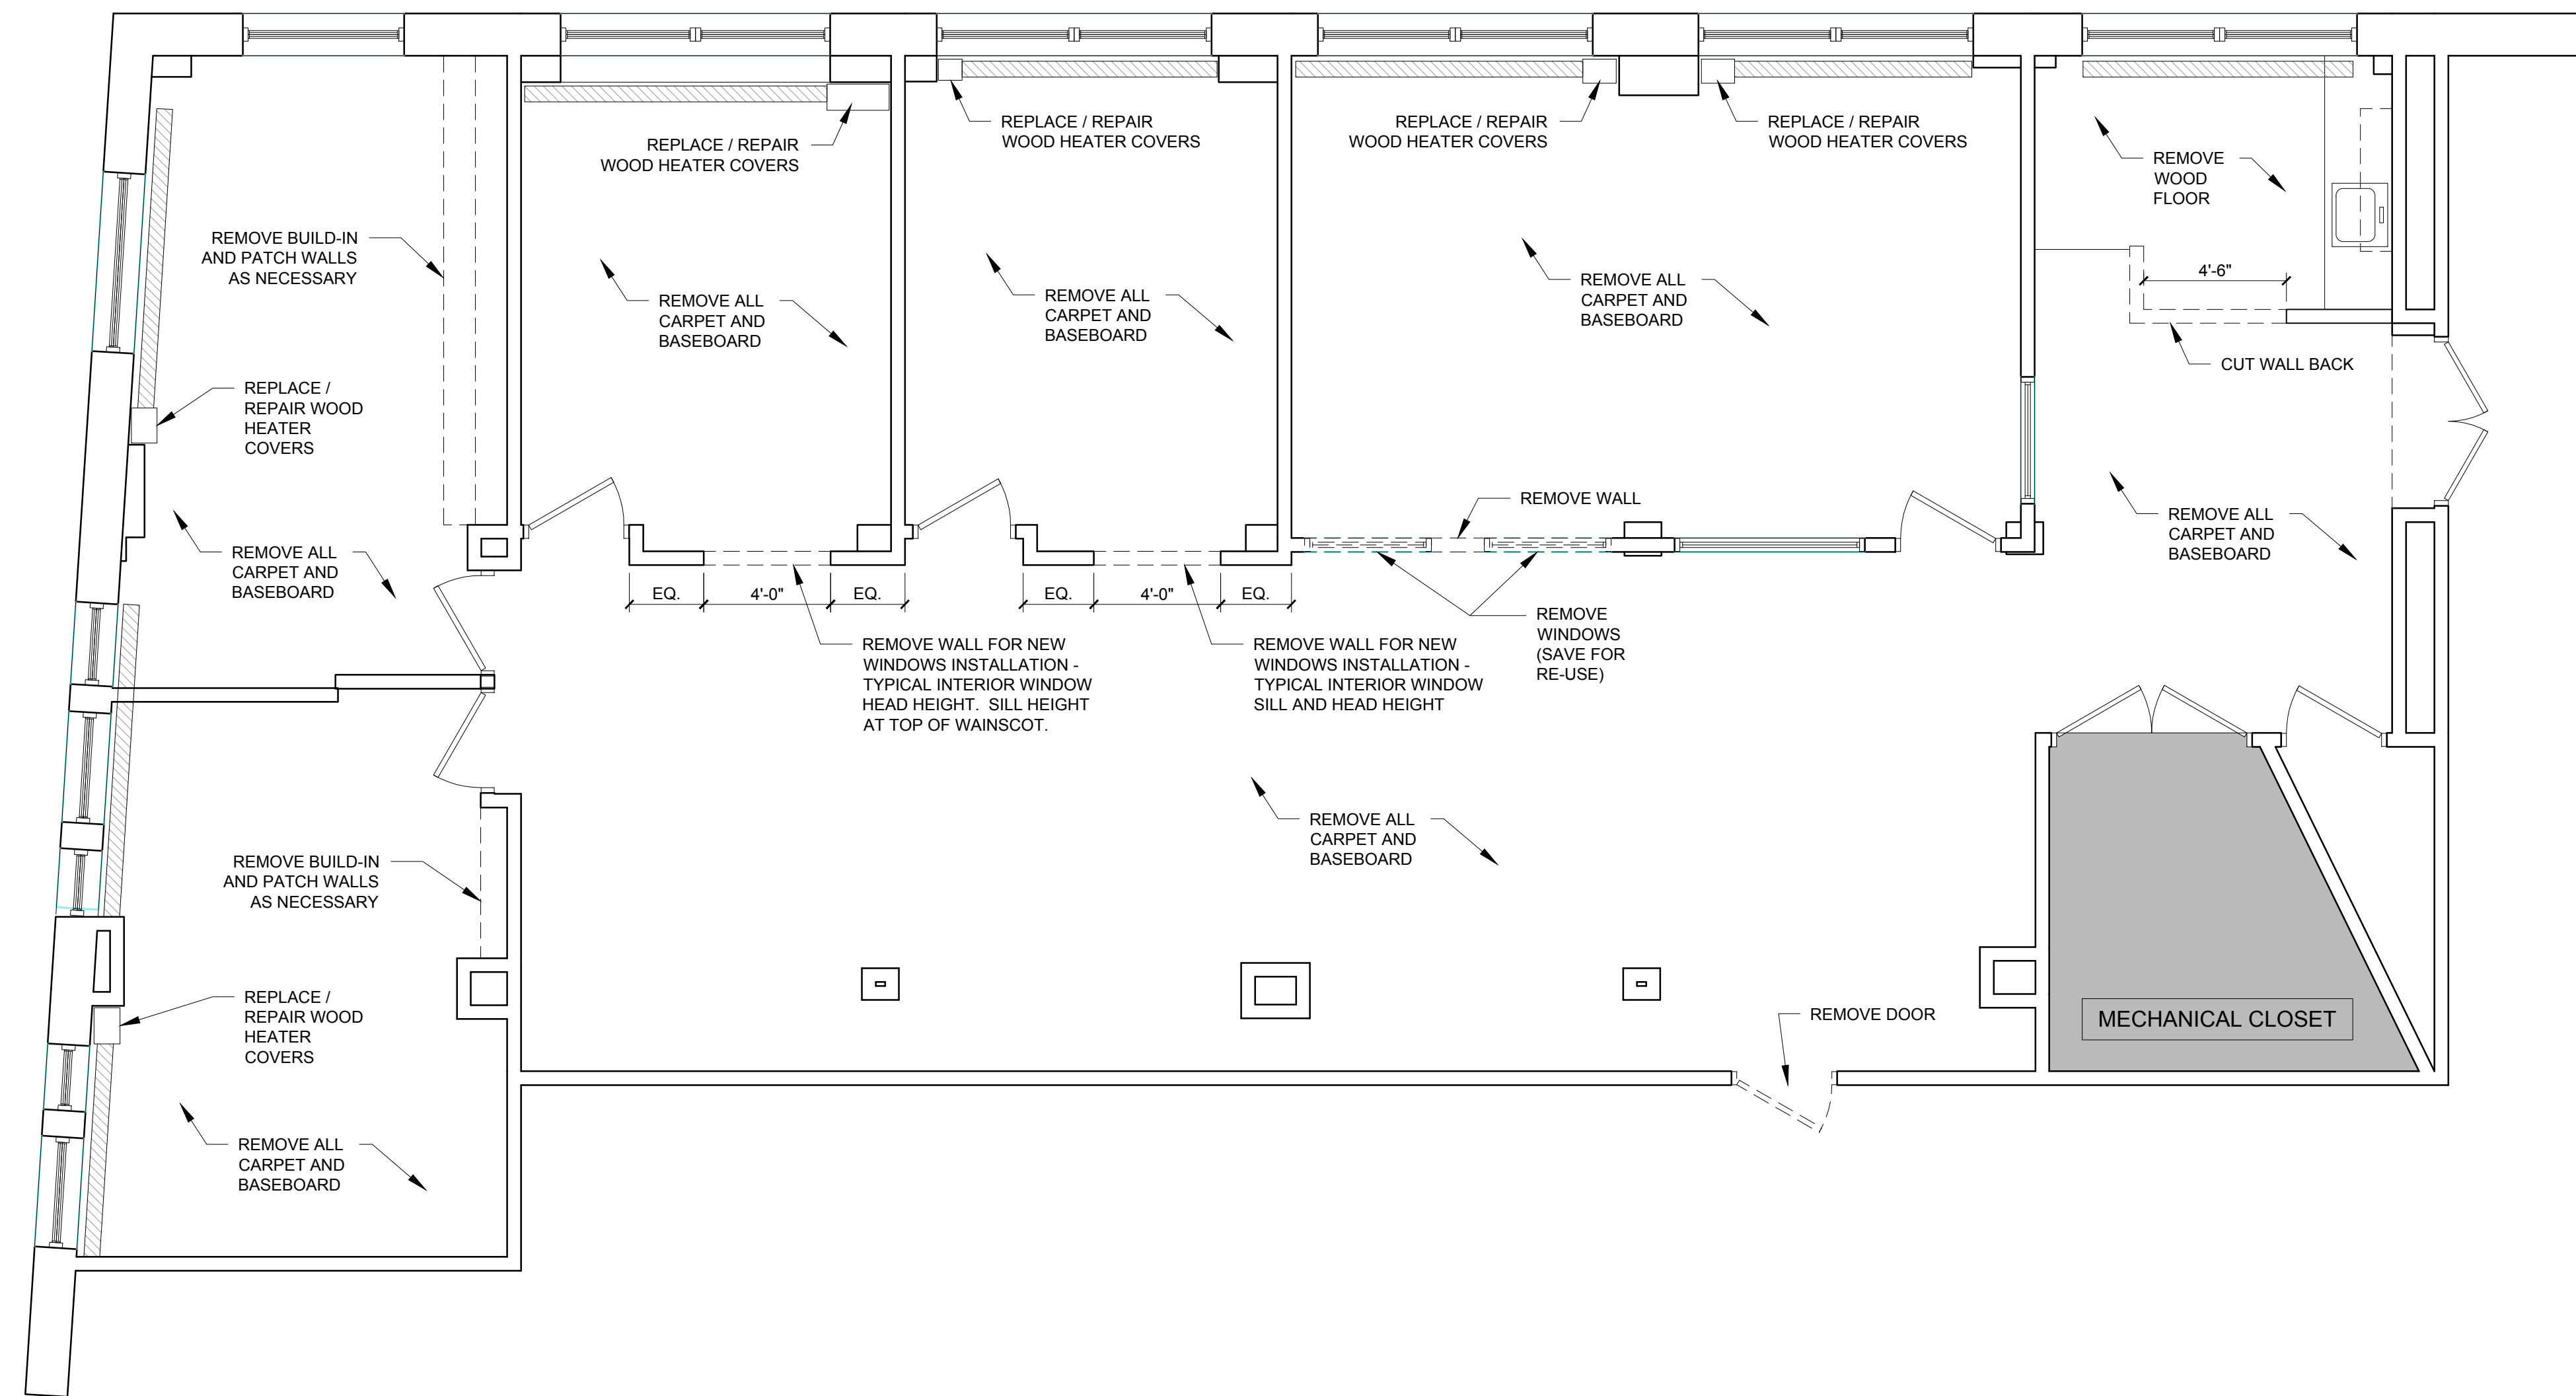 REPLACE / REPAIR
WOOD HEATER COVERS
REPLACE / REPAIR
WOOD HEATER COVERS
REPLACE / REPAIR
WOOD HEATER COVERS
REPLACE / REPAIR
WOOD HEATER COVERS
REMOVE
WOOD
FLOOR
REMOVE BUILD-IN
AND PATCH WALLS
AS NECESSARY
REMOVE ALL
CARPET AND
BASEBOARD
REMOVE ALL
CARPET AND
BASEBOARD
REMOVE ALL
CARPET AND
BASEBOARD
4'-6"
CUT WALL BACK
REPLACE /
REPAIR WOOD
HEATER
COVERS
REMOVE WALL
REMOVE ALL
CARPET AND
BASEBOARD
REMOVE ALL
CARPET AND
BASEBOARD
EQ.
4'-0"
EQ.
EQ.
4'-0"
EQ.
REMOVE WALL FOR NEW
WINDOWS INSTALLATION -
TYPICAL INTERIOR WINDOW
HEAD HEIGHT. SILL HEIGHT
AT TOP OF WAINSCOT.
REMOVE WALL FOR NEW
WINDOWS INSTALLATION -
TYPICAL INTERIOR WINDOW
SILL AND HEAD HEIGHT
REMOVE
WINDOWS
(SAVE FOR
RE-USE)
REMOVE ALL
CARPET AND
BASEBOARD
REMOVE BUILD-IN
AND PATCH WALLS
AS NECESSARY
REPLACE /
REPAIR WOOD
HEATER
COVERS
REMOVE DOOR
MECHANICAL CLOSET
REMOVE ALL
CARPET AND
BASEBOARD